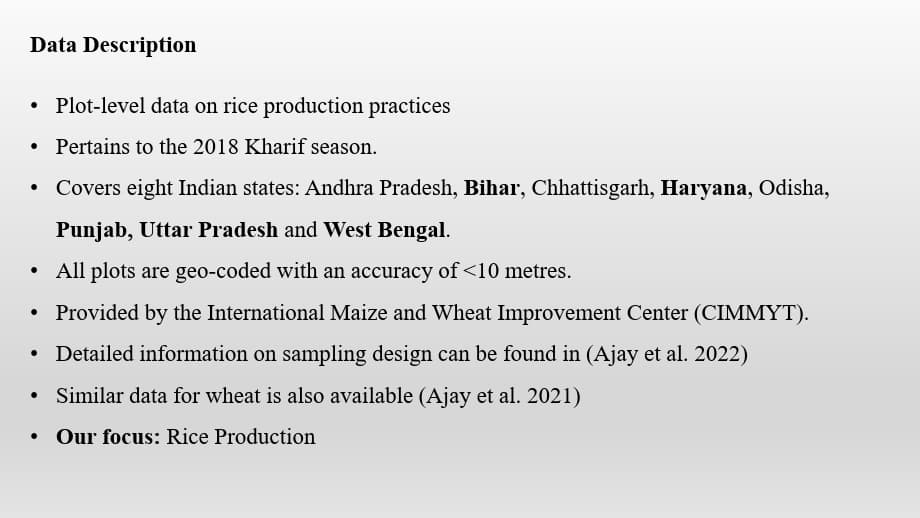 Data Description
• Plot-level data on rice production practices
• Pertains to the 2018 Kharif season.
• Covers eight Indian states: Andhra Pradesh, Bihar, Chhattisgarh, Haryana, Odisha,
Punjab, Uttar Pradesh and West Bengal.
• All plots are geo-coded with an accuracy of <10 metres.
• Provided by the International Maize and Wheat Improvement Center (CIMMYT).
• Detailed information on sampling design can be found in (Ajay et al. 2022)
• Similar data for wheat is also available (Ajay et al. 2021)
• Our focus: Rice Production